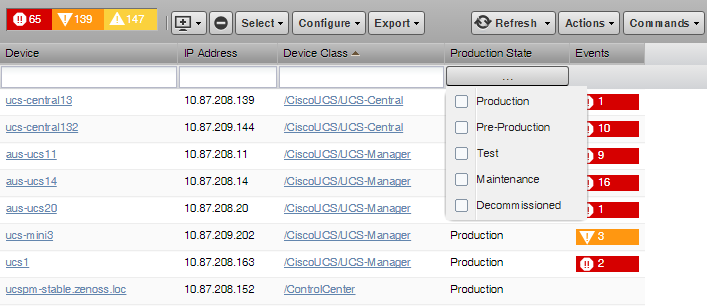 65 139 147 Select Configure Export Refresh Actions Commands
Device IP Address Device Class Production State Events
...
ucs-central13 10.87.208.139 /CiscoUCS/UCS-Central Production 1
ucs-central132 10.87.209.144 /CiscoUCS/UCS-Central Pre-Production 10
aus-ucs11 10.87.208.11 /CiscoUCS/UCS-Manager Test 9
aus-ucs14 10.87.208.14 /CiscoUCS/UCS-Manager Maintenance 16
aus-ucs20 10.87.208.20 /CiscoUCS/UCS-Manager Decommissioned 1
ucs-mini3 10.87.209.202 /CiscoUCS/UCS-Manager Production 3
ucs1 10.87.208.163 /CiscoUCS/UCS-Manager Production 2
ucspm-stable.zenoss.loc 10.87.208.152 /ControlCenter Production